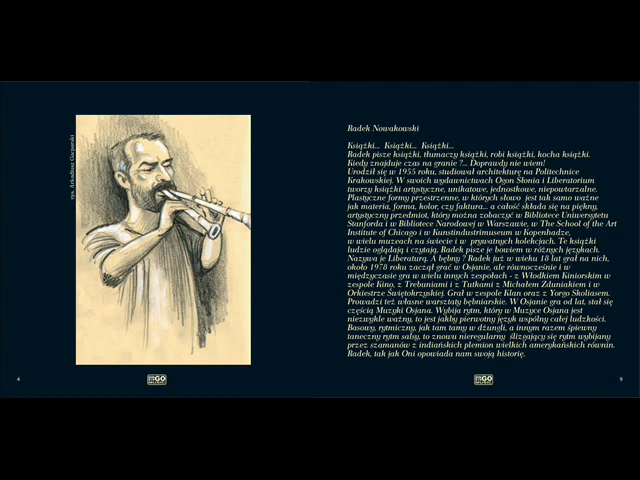 rys. Arkadiusz Gacparski
4
GO
MUSIC
Radek Nowakowski
Książki... Książki... Książki...
Radek pisze książki, tłumaczy książki, robi książki, kocha książki.
Kiedy znajduje czas na granie ?... Doprawdy nie wiem!
Urodził się w 1955 roku, studiował architekturę na Politechnice
Krakowskiej. W swoich wydawnictwach Ogon Słonia i Liberatorium
tworzy książki artystyczne, unikatowe, jednostkowe, niepowtarzalne.
Plastyczne formy przestrzenne, w których słowo jest tak samo ważne
jak materia, forma, kolor, czy faktura... a całość składa się na piękny,
artystyczny przedmiot, który można zobaczyć w Bibliotece Uniwersytetu
Stanforda i w Bibliotece Narodowej w Warszawie, w The School of the Art
Institute of Chicago i w Kunstindustrimuseum w Kopenhadze,
w wielu muzeach na świecie i w prywatnych kolekcjach. Te książki
ludzie oglądają i czytają, Radek pisze je bowiem w różnych językach.
Nazywa je Liberaturą. A bębny ? Radek już w wieku 18 lat grał na nich,
około 1978 roku zaczął grać w Osjanie, ale równocześnie i w
międzyczasie gra w wielu innych zespołach - z Włodkiem Kiniorskim w
zespole Kino, z Trebuniami i z Tutkami z Michałem Zduniakiem i w
Orkiestrze Świętokrzyskiej. Grał w zespole Klan oraz z Yorgo Skoliasem.
Prowadzi też własne warsztaty bębniarskie. W Osjanie gra od lat, stał się
częścią Muzyki Osjana. Wybija rytm, który w Muzyce Osjana jest
niezwykle ważny, to jest jakby pierwotny język wspólny całej ludzkości.
Basowy, rytmiczny, jak tam tamy w dżungli, a innym razem śpiewny
taneczny rytm salsy, to znowu nieregularny ślizgający się rytm wybijany
przez szamanów z indiańskich plemion wielkich amerykańskich równin.
Radek, tak jak Oni opowiada nam swoją historię.
GO
MUSIC
9